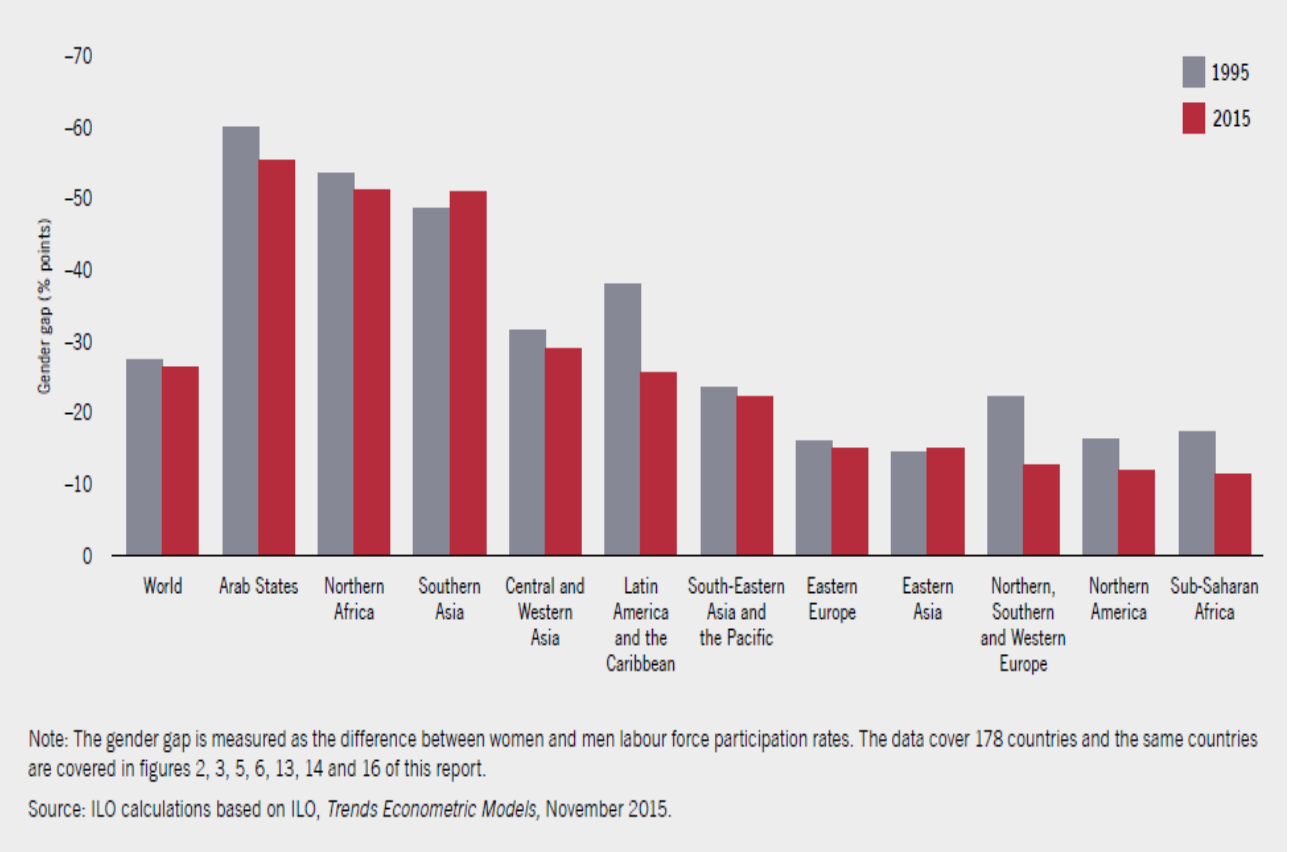 –70
–60
–50
–40
–30
–20
–10
0
Gender gap (% points)
1995
2015
World
Arab States
Northern
Africa
Southern
Asia
Central and
Western
Asia
Latin
America
and the
Caribbean
South-Eastern
Asia and
the Pacific
Eastern
Europe
Eastern
Asia
Northern,
Southern
and Western
Europe
Northern
America
Sub-Saharan
Africa
Note: The gender gap is measured as the difference between women and men labour force participation rates. The data cover 178 countries and the same countries
are covered in figures 2, 3, 5, 6, 13, 14 and 16 of this report.
Source: ILO calculations based on ILO, Trends Econometric Models, November 2015.